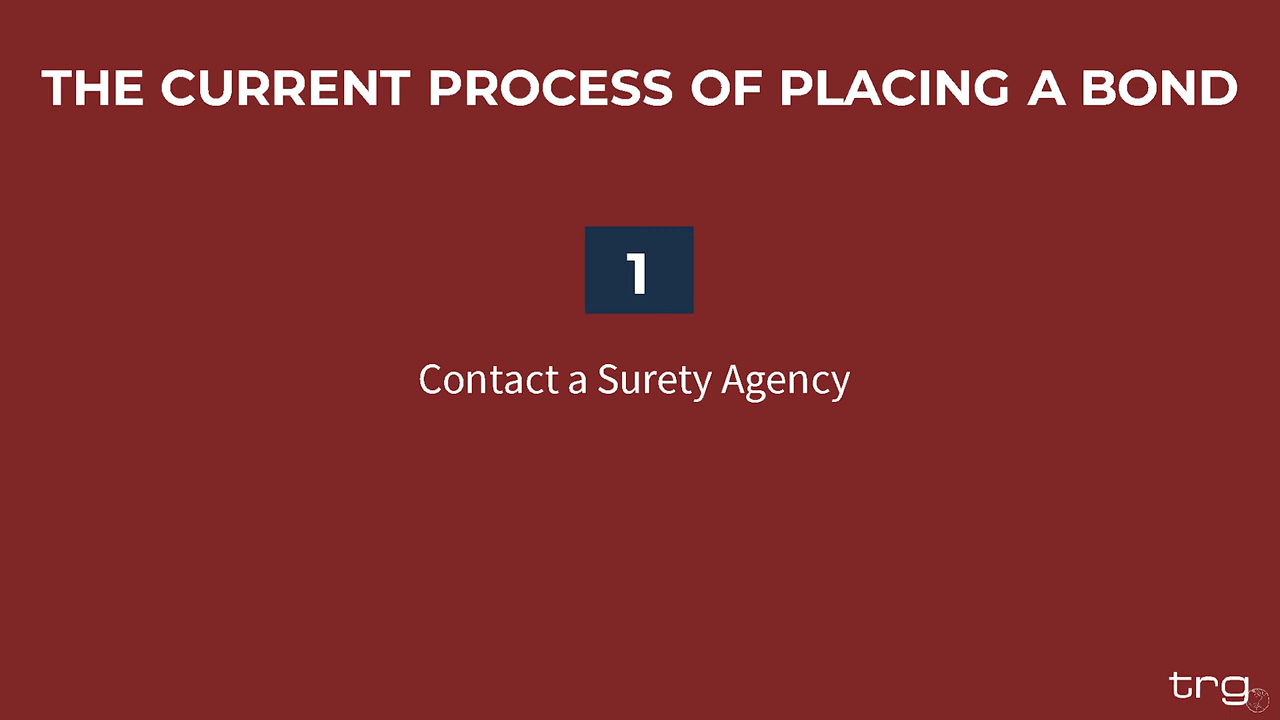 THE CURRENT PROCESS OF PLACING A BOND
1
Contact a Surety Agency
trg